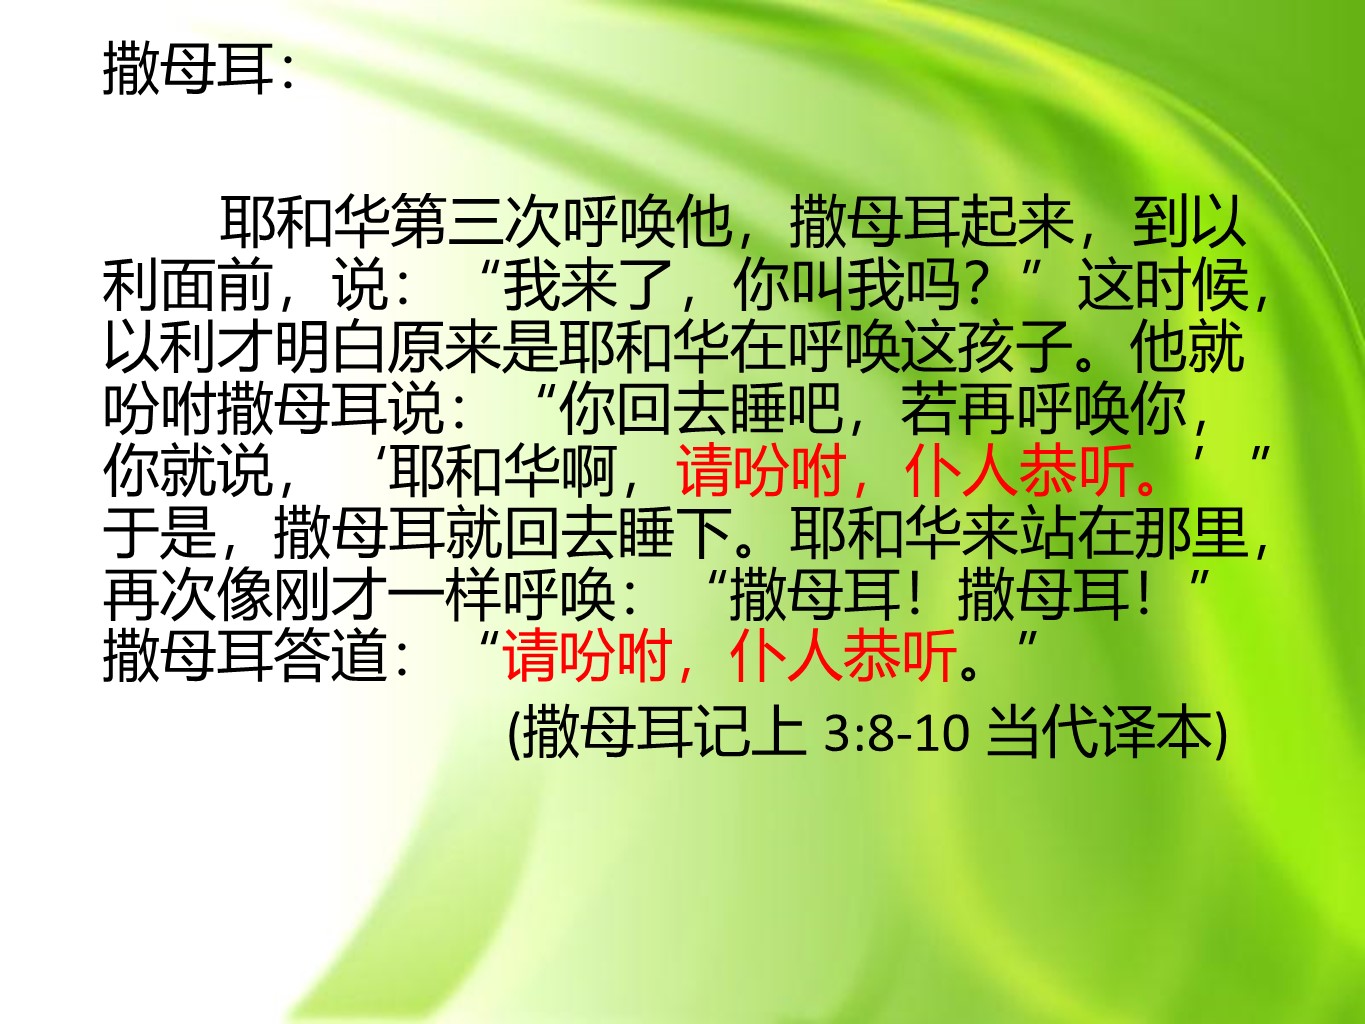 撒母耳：
耶和华第三次呼唤他，撒母耳起来，到以
利面前，说：“我来了，你叫我吗？”这时候，
以利才明白原来是耶和华在呼唤这孩子。他就
吩咐撒母耳说：“你回去睡吧，若再呼唤你，
你就说，‘耶和华啊，请吩咐，仆人恭听。’”
于是，撒母耳就回去睡下。耶和华来站在那里，
再次像刚才一样呼唤：“撒母耳！撒母耳！”
撒母耳答道：“请吩咐，仆人恭听。”
(撒母耳记上 3:8-10 当代译本)